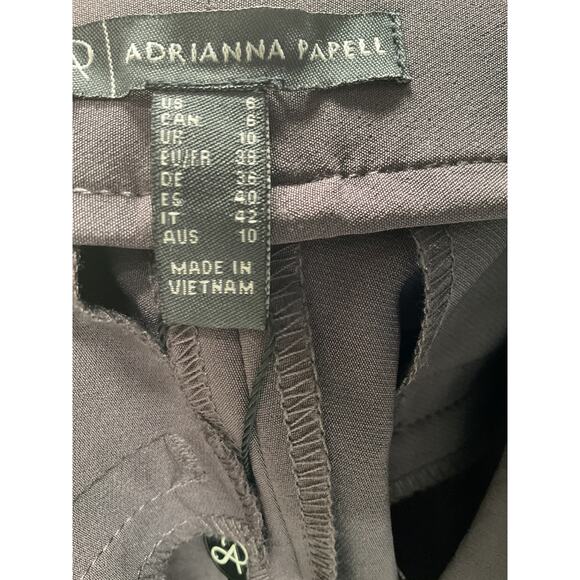 ADRIANNA PAPELL
US 6
CAN 6
UK 10
EU/FR 38
DE 36
ES 40
IT 42
AUS 10
MADE IN
VIETNAM